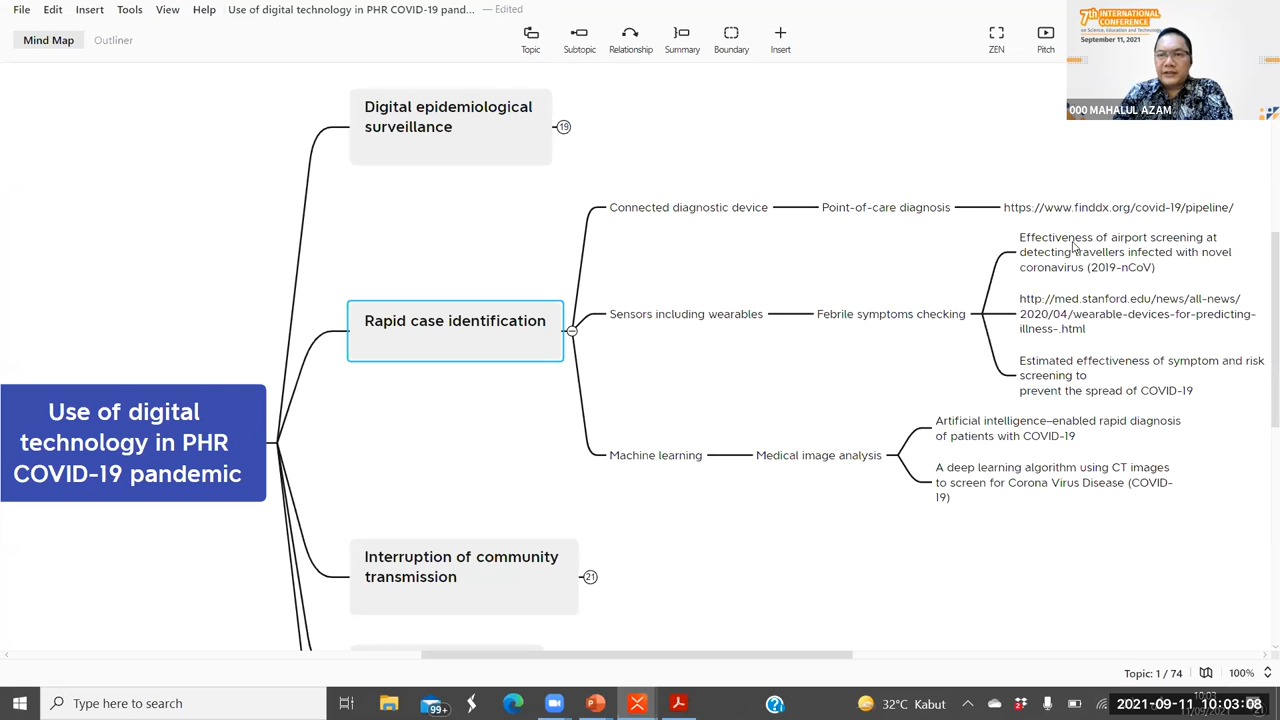 File Edit Insert Tools View Help Use of digital technology in PHR COVID-19 pand... — Edited
Mind Map Outliner
Topic Subtopic Relationship Summary Boundary Insert ZEN Pitch
7th INTERNATIONAL
CONFERENCE
on Science, Education and Technology
September 11, 2021
000 MAHALUL AZAM
Digital epidemiological
surveillance
19
Connected diagnostic device
Point-of-care diagnosis
https://www.finddx.org/covid-19/pipeline/
Effectiveness of airport screening at
detecting travellers infected with novel
coronavirus (2019-nCoV)
Rapid case identification
Sensors including wearables
Febrile symptoms checking
http://med.stanford.edu/news/all-news/
2020/04/wearable-devices-for-predicting-
illness-.html
Estimated effectiveness of symptom and risk
screening to
prevent the spread of COVID-19
Use of digital
technology in PHR
COVID-19 pandemic
Machine learning
Medical image analysis
Artificial intelligence–enabled rapid diagnosis
of patients with COVID-19
A deep learning algorithm using CT images
to screen for Corona Virus Disease (COVID-
19)
Interruption of community
transmission
21
Topic: 1 / 74 100%
Type here to search
99+
32°C Kabut
10:03
2021-09-11 10:03:08